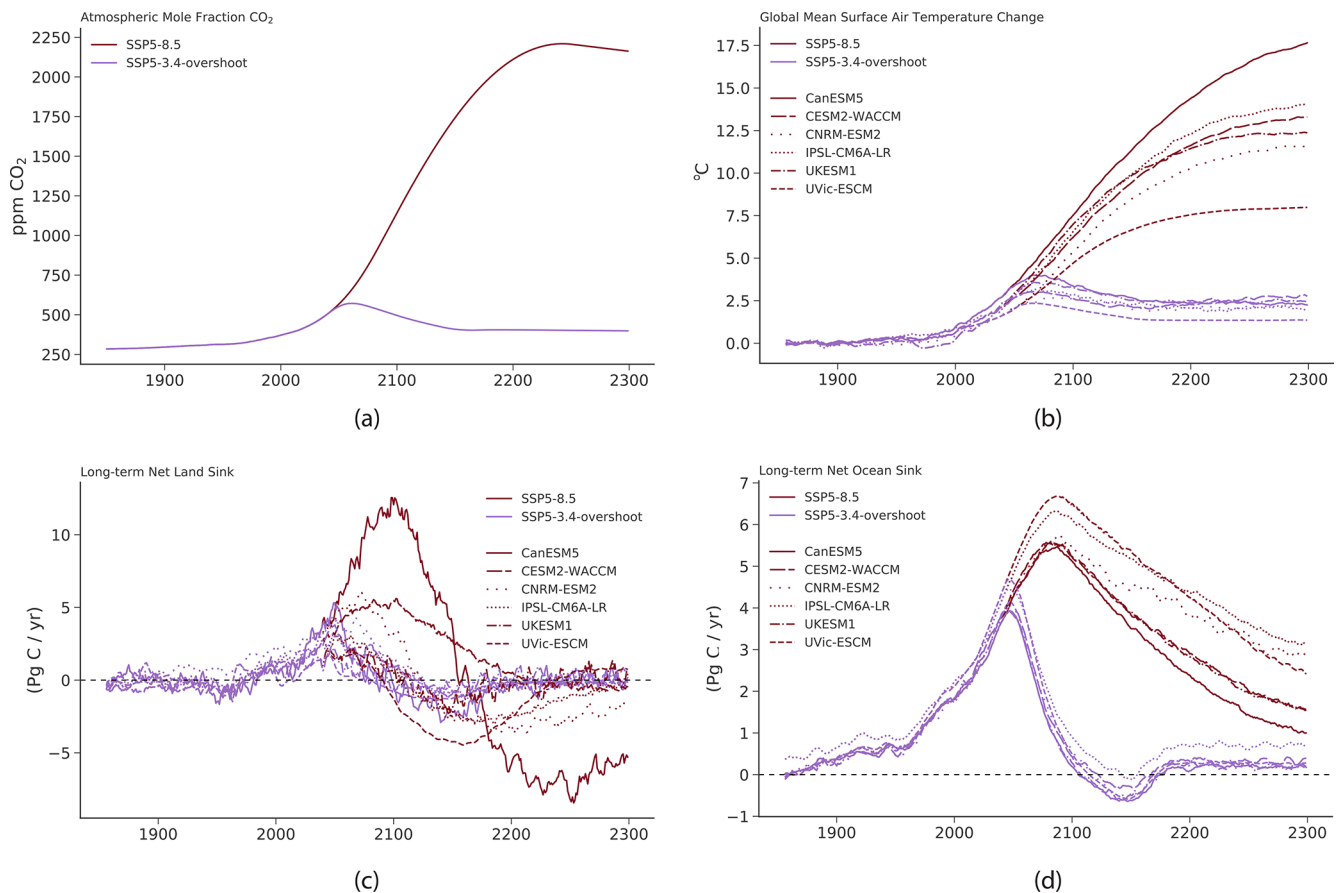 Atmospheric Mole Fraction CO₂
SSP5-8.5
SSP5-3.4-overshoot
ppm CO₂
2250
2000
1750
1500
1250
1000
750
500
250
1900
2000
2100
2200
2300
(a)
Global Mean Surface Air Temperature Change
SSP5-8.5
SSP5-3.4-overshoot
CanESM5
CESM2-WACCM
CNRM-ESM2
IPSL-CM6A-LR
UKESM1
UVic-ESCM
°C
17.5
15.0
12.5
10.0
7.5
5.0
2.5
0.0
1900
2000
2100
2200
2300
(b)
Long-term Net Land Sink
SSP5-8.5
SSP5-3.4-overshoot
CanESM5
CESM2-WACCM
CNRM-ESM2
IPSL-CM6A-LR
UKESM1
UVic-ESCM
(Pg C / yr)
10
5
0
−5
1900
2000
2100
2200
2300
(c)
Long-term Net Ocean Sink
SSP5-8.5
SSP5-3.4-overshoot
CanESM5
CESM2-WACCM
CNRM-ESM2
IPSL-CM6A-LR
UKESM1
UVic-ESCM
(Pg C / yr)
7
6
5
4
3
2
1
0
−1
1900
2000
2100
2200
2300
(d)